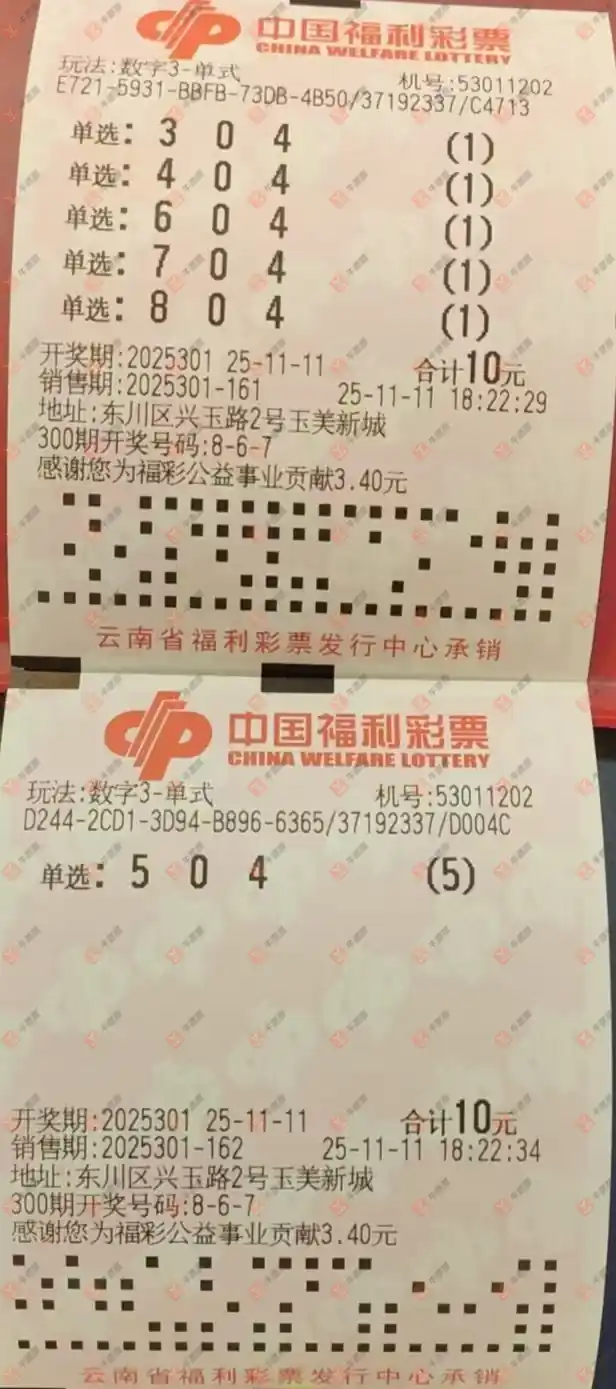 中国福利彩票
CHINA WELFARE LOTTERY
玩法:数字3-单式 机号:53011202
E721-5931-BBFB-73DB-4B50/37192337/C4713
单选: 3 0 4 (1)
单选: 4 0 4 (1)
单选: 6 0 4 (1)
单选: 7 0 4 (1)
单选: 8 0 4 (1)
开奖期:2025301 25-11-11 合计10元
销售期:2025301-161 25-11-11 18:22:29
地址:东川区兴玉路2号玉美新城
300期开奖号码:8-6-7
感谢您为福彩公益事业贡献3.40元
云南省福利彩票发行中心承销
中国福利彩票
CHINA WELFARE LOTTERY
玩法:数字3-单式 机号:53011202
D244-2CD1-3D94-B896-6365/37192337/D004C
单选: 5 0 4 (5)
开奖期:2025301 25-11-11 合计10元
销售期:2025301-162 25-11-11 18:22:34
地址:东川区兴玉路2号玉美新城
300期开奖号码:8-6-7
感谢您为福彩公益事业贡献3.40元
云南省福利彩票发行中心承销